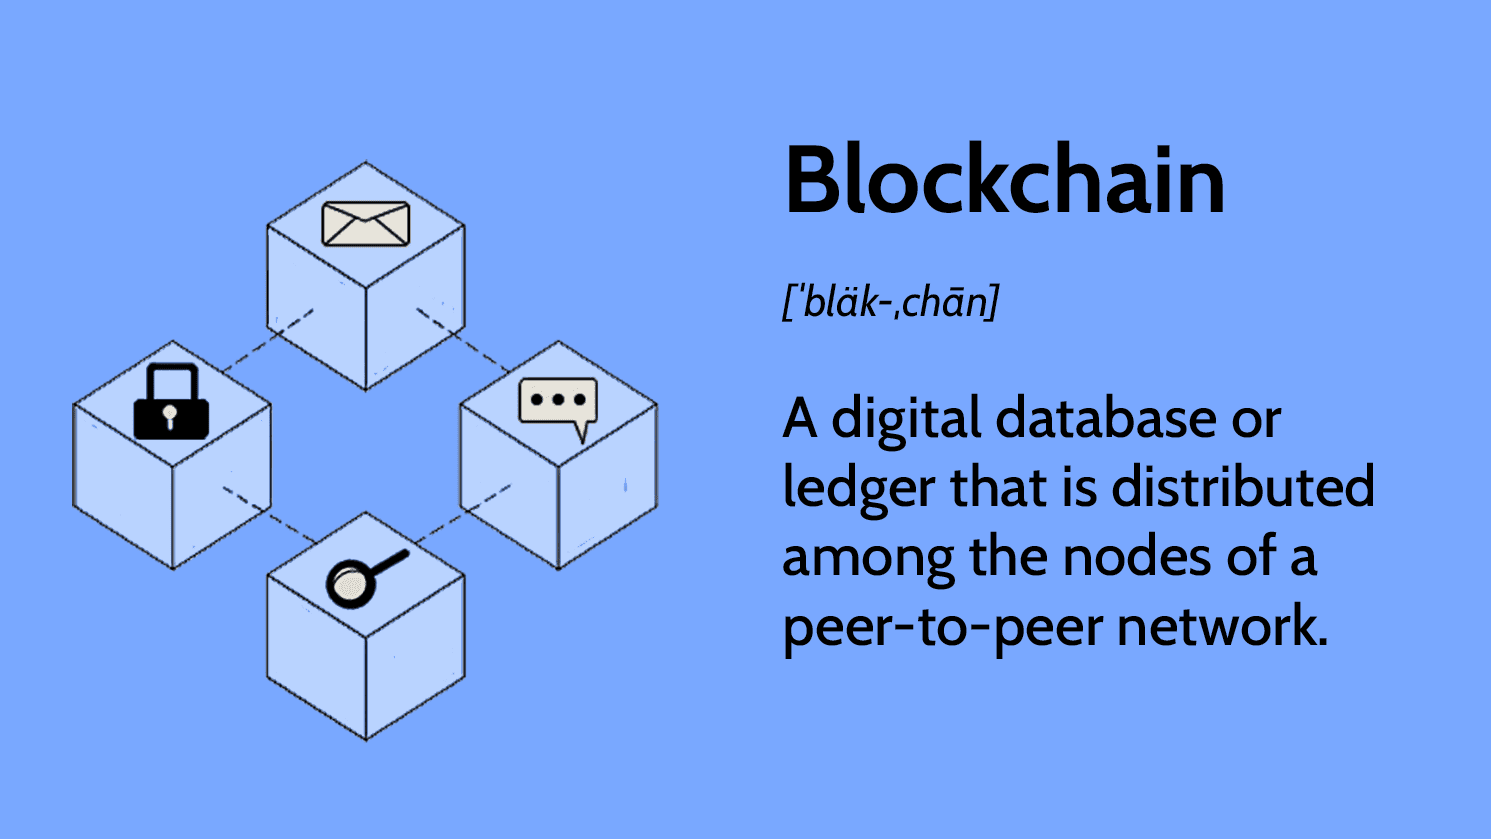 Blockchain
[ˈbläk-ˌchān]
A digital database or
ledger that is distributed
among the nodes of a
peer-to-peer network.